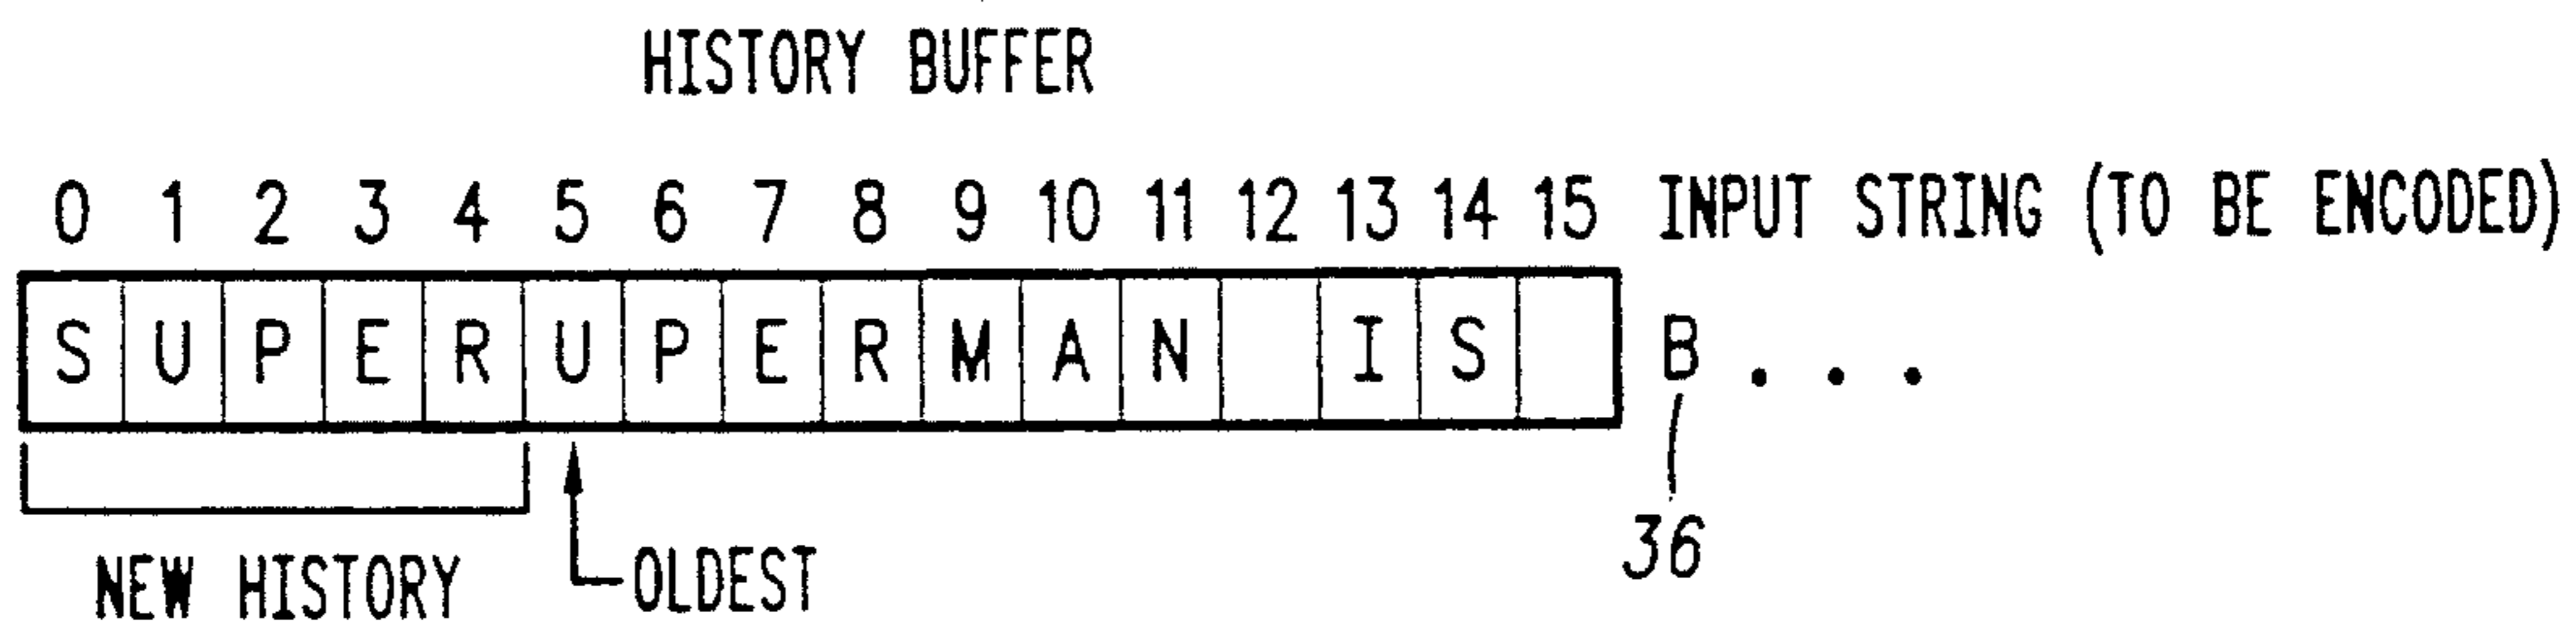 HISTORY BUFFER
0 1 2 3 4 5 6 7 8 9 10 11 12 13 14 15 INPUT STRING (TO BE ENCODED)
S U P E R U P E R M A N I S B . . .
36
NEW HISTORY OLDEST